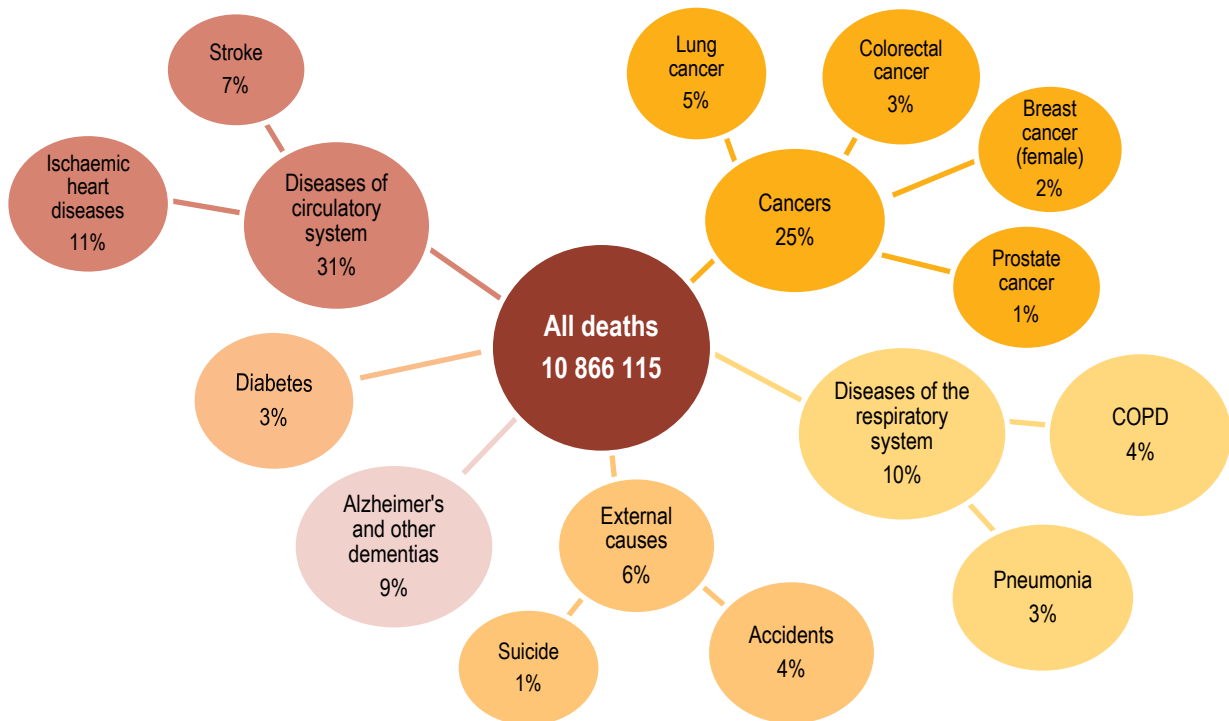 Stroke
7%
Ischaemic
heart
diseases
11%
Diseases of
circulatory
system
31%
Lung
cancer
5%
Colorectal
cancer
3%
Breast
cancer
(female)
2%
Cancers
25%
Prostate
cancer
1%
All deaths
10 866 115
Diabetes
3%
Diseases of the
respiratory
system
10%
COPD
4%
Alzheimer's
and other
dementias
9%
External
causes
6%
Pneumonia
3%
Suicide
1%
Accidents
4%